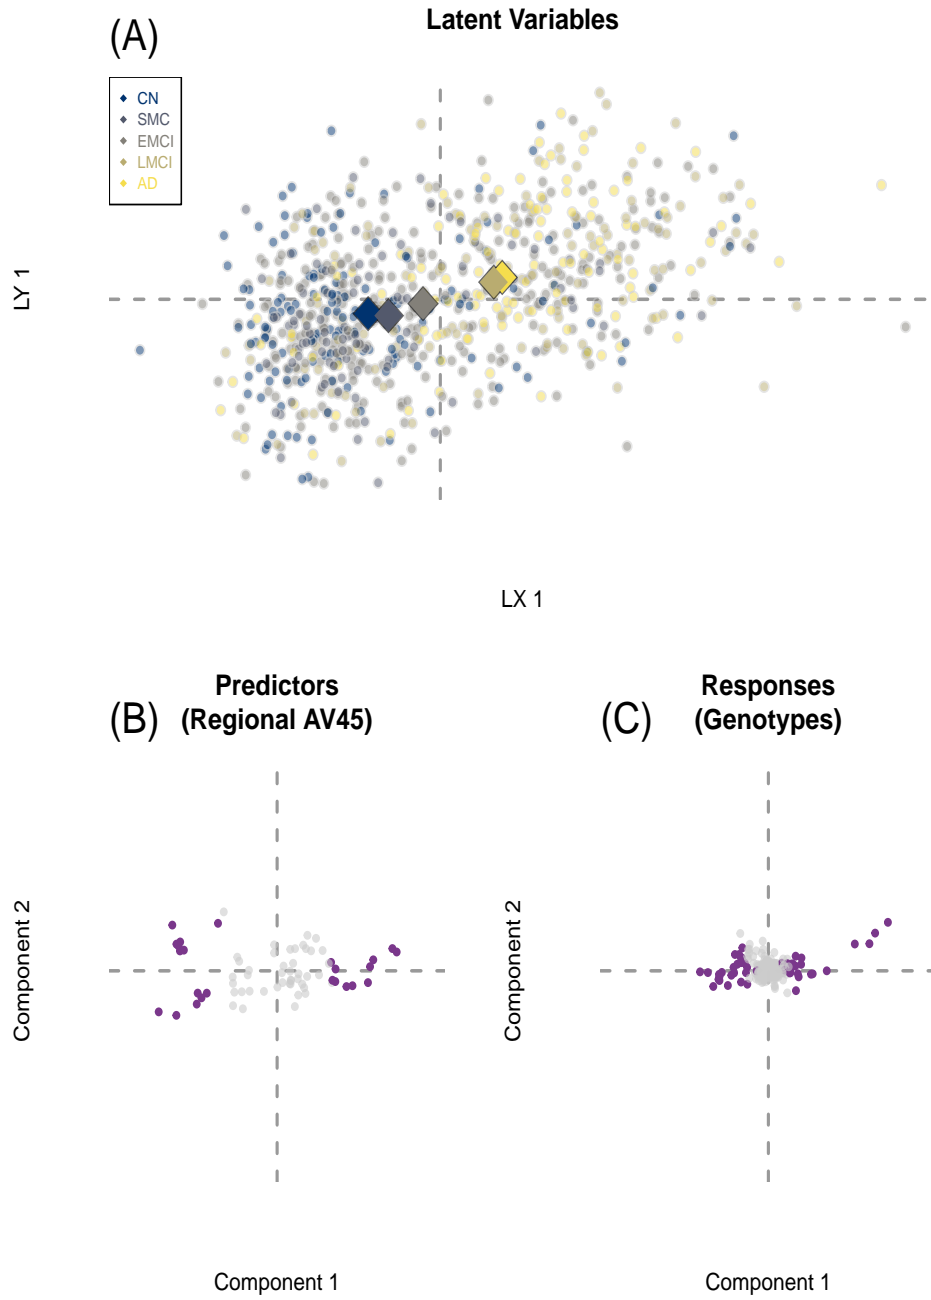 (A)
Latent Variables
CN
SMC
EMCI
LMCI
AD
LY 1
LX 1
(B)
Predictors
(Regional AV45)
Component 2
Component 1
(C)
Responses
(Genotypes)
Component 2
Component 1